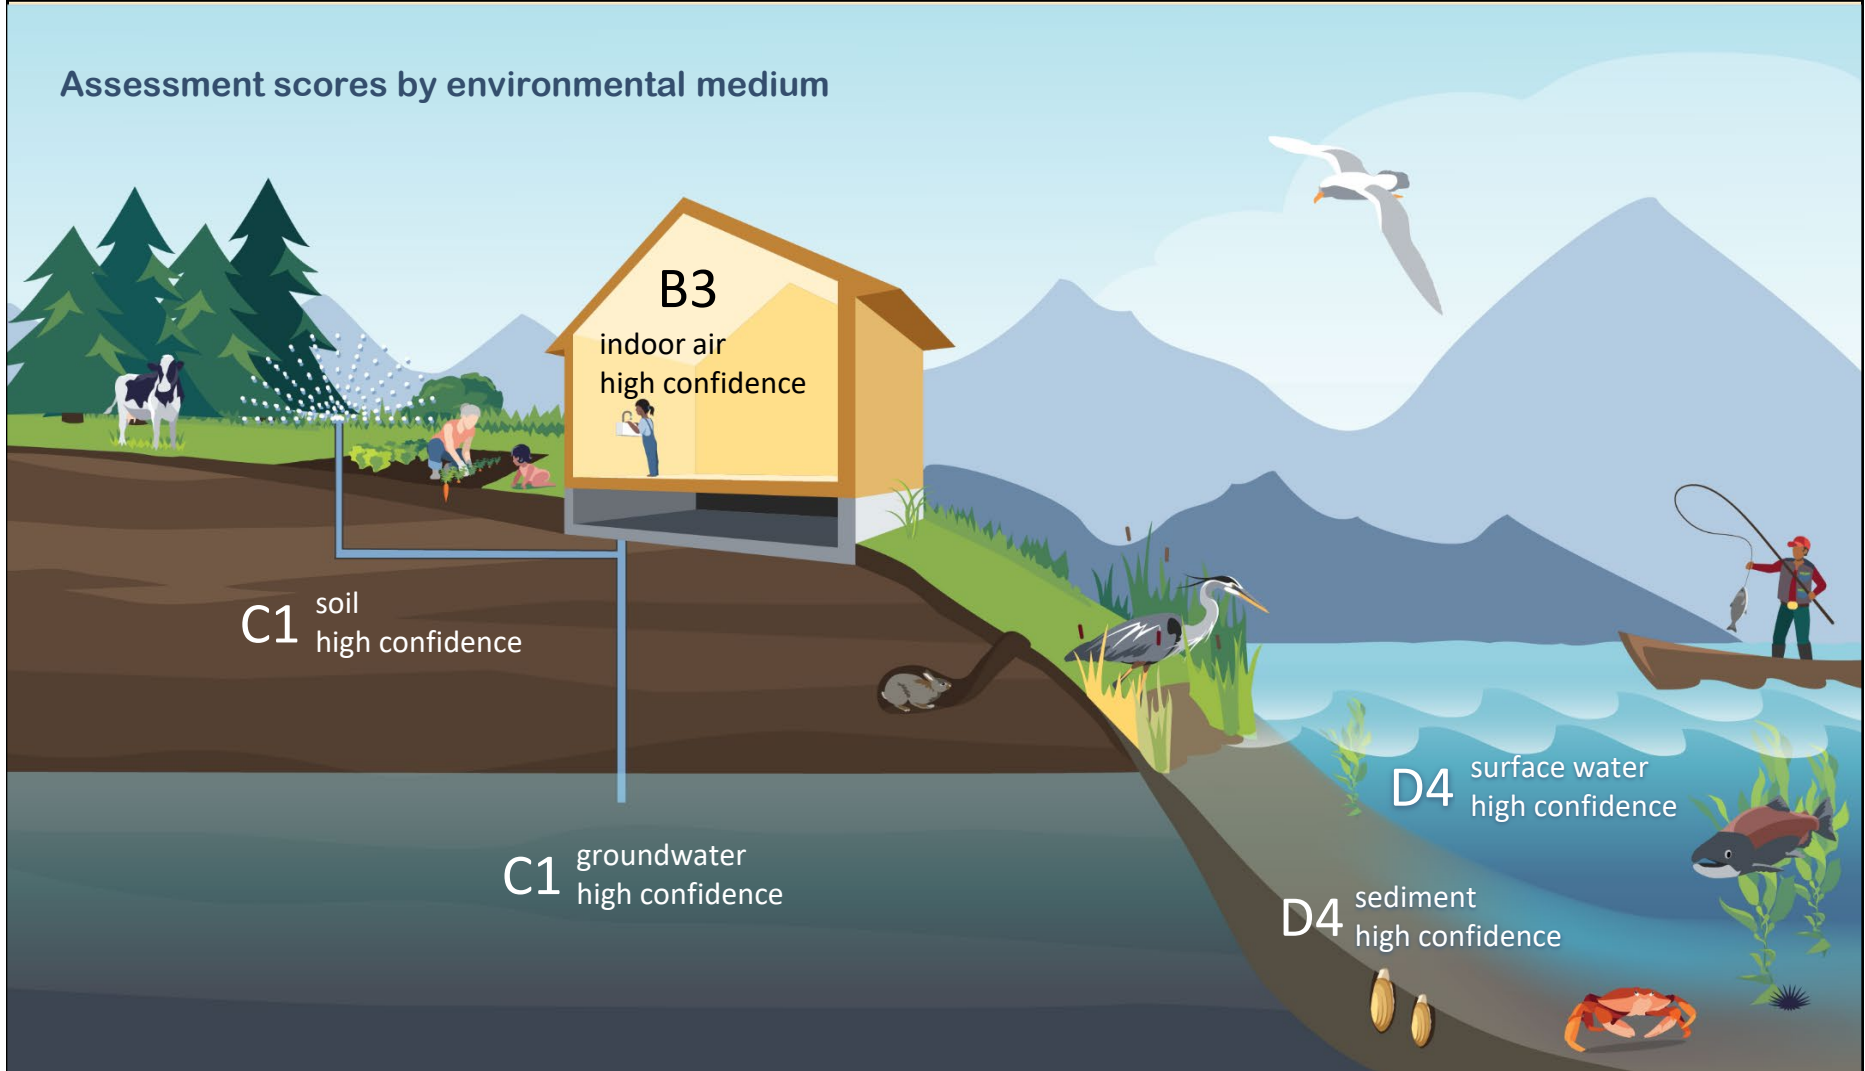 Assessment scores by environmental medium
B3
indoor air
high confidence
C1
soil
high confidence
D4
surface water
high confidence
C1
groundwater
high confidence
D4
sediment
high confidence